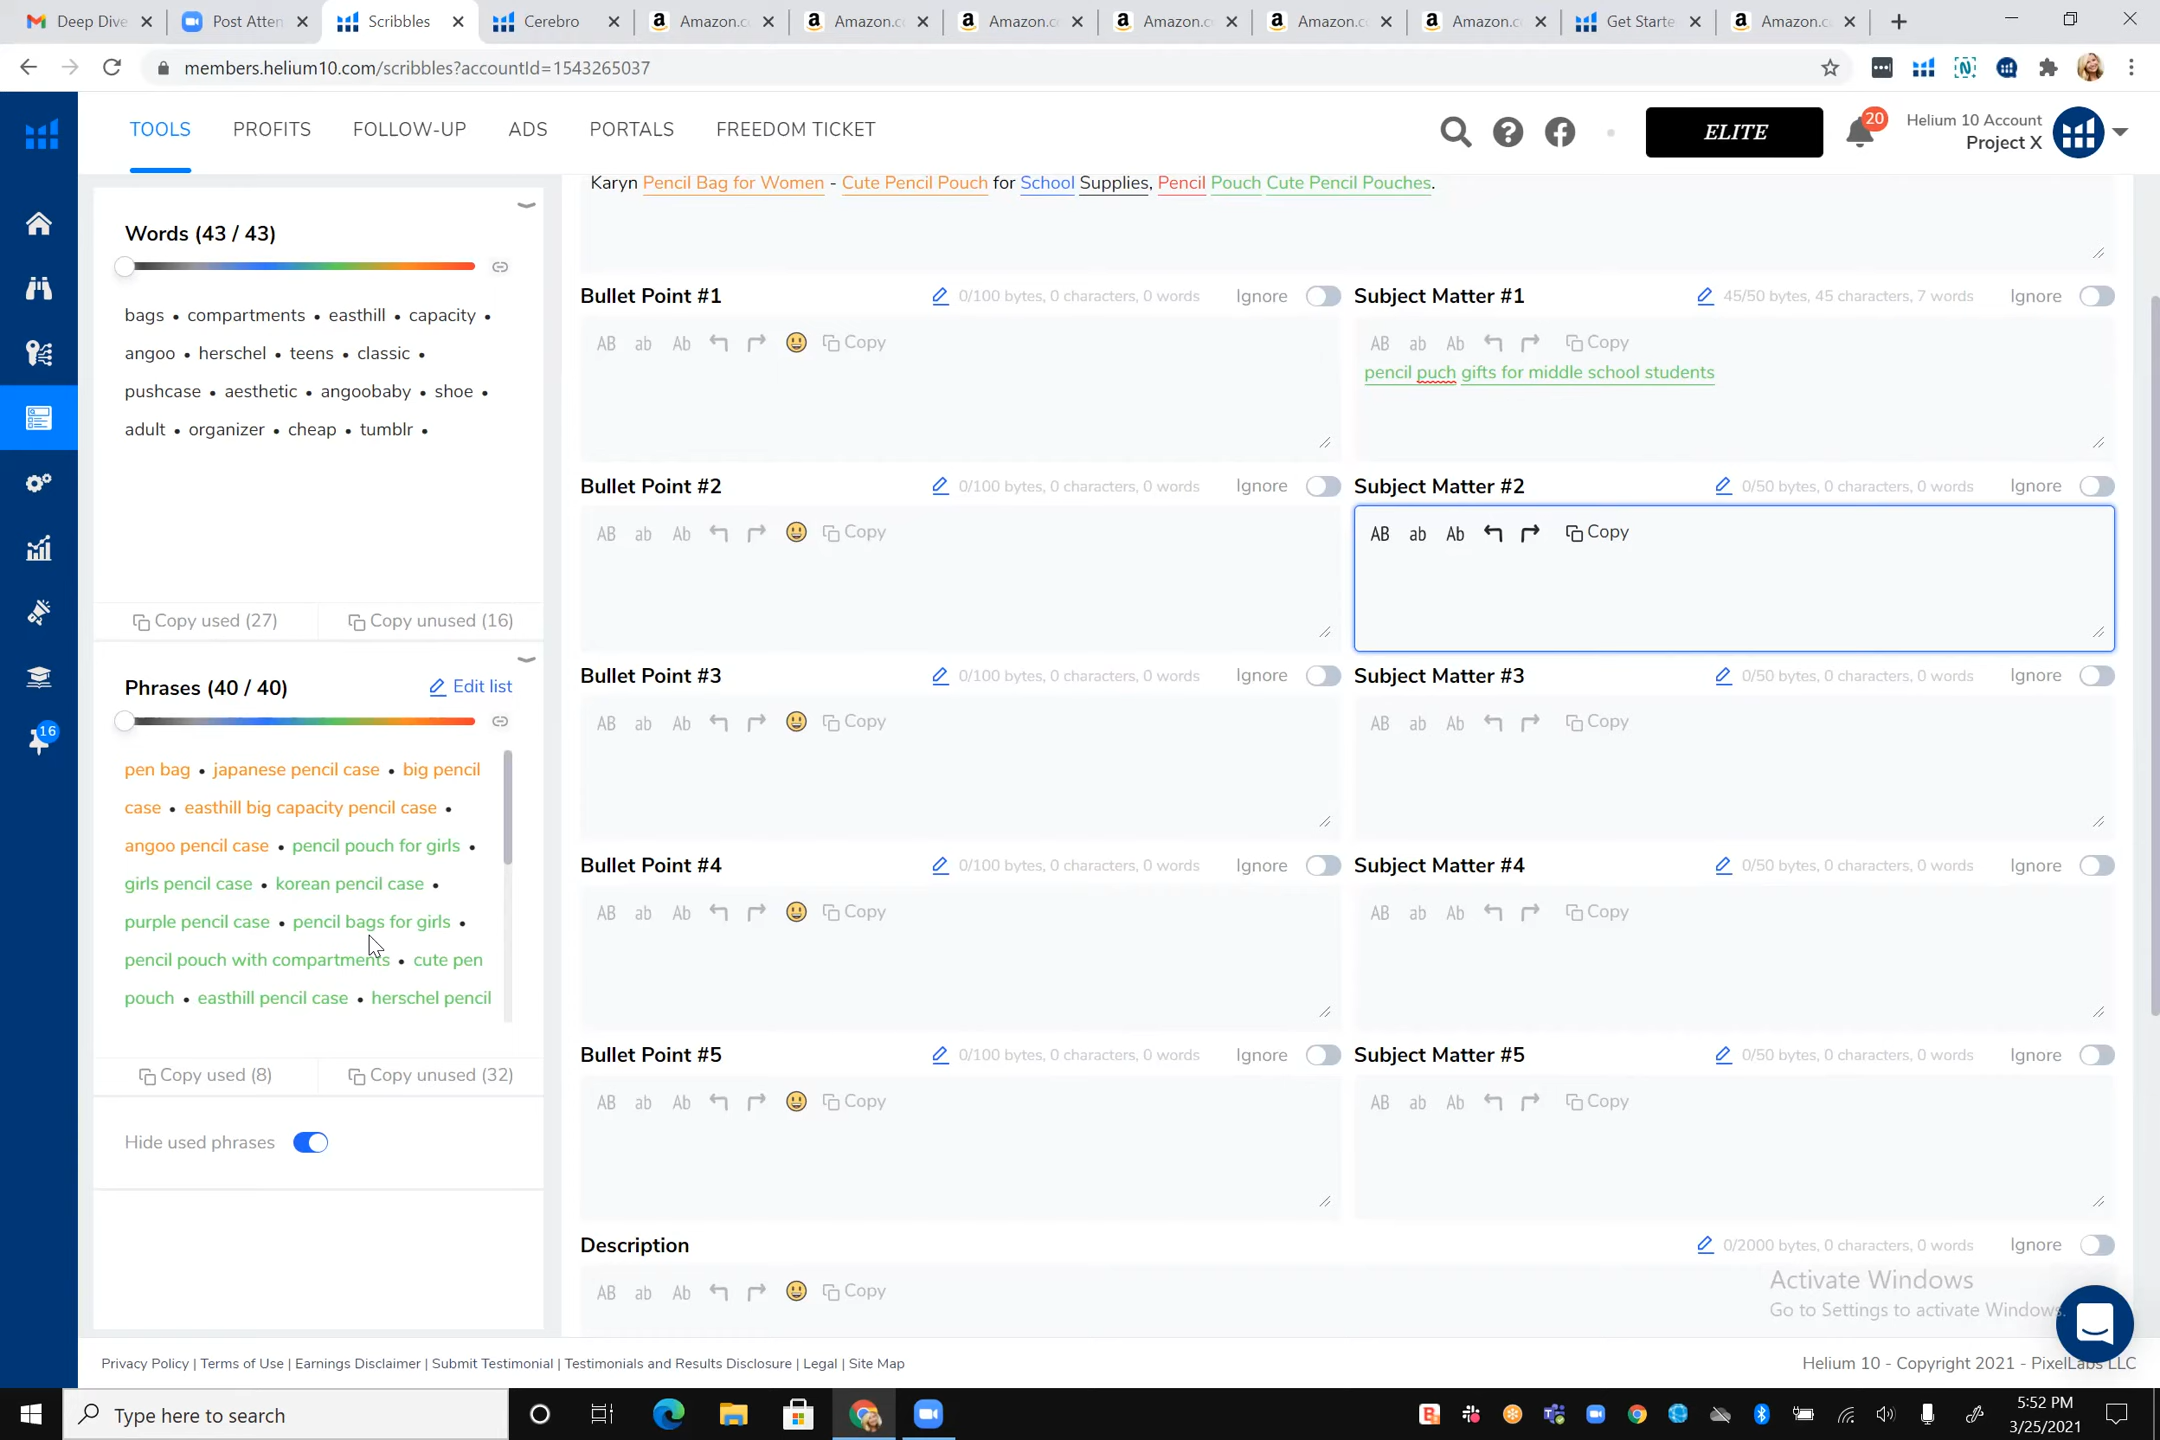 Deep Dive
Post Atten
Scribbles
Cerebro
Amazon.c
Amazon.c
Amazon.c
Amazon.c
Amazon.c
Amazon.c
Get Starte
Amazon.c
members.helium10.com/scribbles?accountId=1543265037
TOOLS PROFITS FOLLOW-UP ADS PORTALS FREEDOM TICKET
ELITE
20
Helium 10 Account
Project X
Words (43 / 43)
bags • compartments • easthill • capacity •
angoo • herschel • teens • classic •
pushcase • aesthetic • angoobaby • shoe •
adult • organizer • cheap • tumblr •
Copy used (27) Copy unused (16)
Phrases (40 / 40) Edit list
pen bag • japanese pencil case • big pencil
case • easthill big capacity pencil case •
angoo pencil case • pencil pouch for girls •
girls pencil case • korean pencil case •
purple pencil case • pencil bags for girls •
pencil pouch with compartments • cute pen
pouch • easthill pencil case • herschel pencil
Copy used (8) Copy unused (32)
Hide used phrases
16
Karyn Pencil Bag for Women - Cute Pencil Pouch for School Supplies, Pencil Pouch Cute Pencil Pouches.
Bullet Point #1 0/100 bytes, 0 characters, 0 words Ignore
AB ab Ab Copy
Subject Matter #1 45/50 bytes, 45 characters, 7 words Ignore
AB ab Ab Copy
pencil puch gifts for middle school students
Bullet Point #2 0/100 bytes, 0 characters, 0 words Ignore
AB ab Ab Copy
Subject Matter #2 0/50 bytes, 0 characters, 0 words Ignore
AB ab Ab Copy
Bullet Point #3 0/100 bytes, 0 characters, 0 words Ignore
AB ab Ab Copy
Subject Matter #3 0/50 bytes, 0 characters, 0 words Ignore
AB ab Ab Copy
Bullet Point #4 0/100 bytes, 0 characters, 0 words Ignore
AB ab Ab Copy
Subject Matter #4 0/50 bytes, 0 characters, 0 words Ignore
AB ab Ab Copy
Bullet Point #5 0/100 bytes, 0 characters, 0 words Ignore
AB ab Ab Copy
Subject Matter #5 0/50 bytes, 0 characters, 0 words Ignore
AB ab Ab Copy
Description 0/2000 bytes, 0 characters, 0 words Ignore
AB ab Ab Copy
Activate Windows
Go to Settings to activate Windows.
Privacy Policy | Terms of Use | Earnings Disclaimer | Submit Testimonial | Testimonials and Results Disclosure | Legal | Site Map
Helium 10 - Copyright 2021 - PixelLabs LLC
Type here to search
5:52 PM
3/25/2021